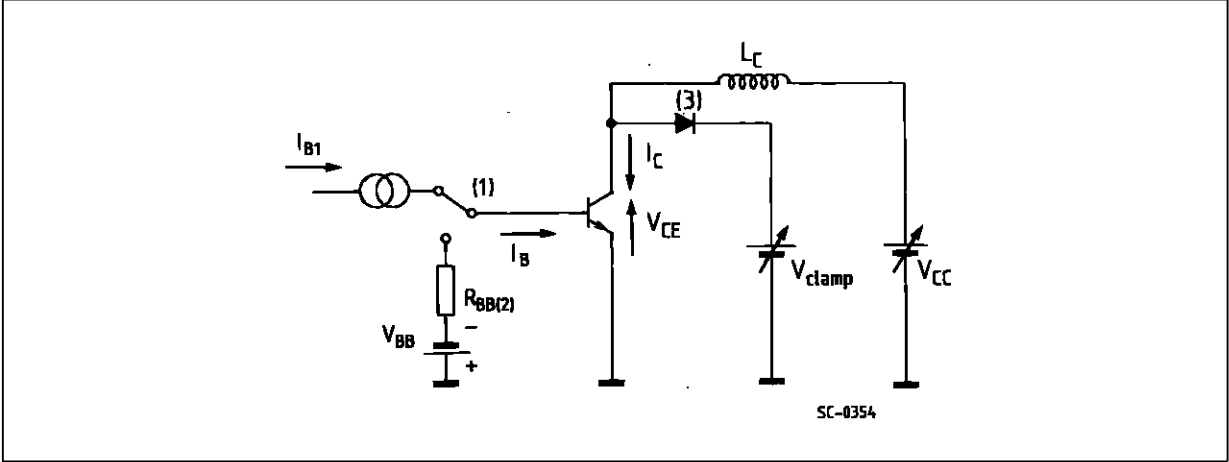 L_C
(3)
I_B1
I_C
(1)
V_CE
I_B
V_clamp
V_CC
R_BB(2)
V_BB
−
+
SC-0354